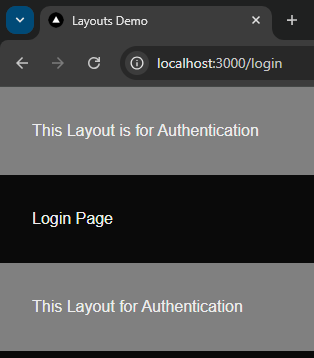 Layouts Demo
localhost:3000/login
This Layout is for Authentication
Login Page
This Layout for Authentication